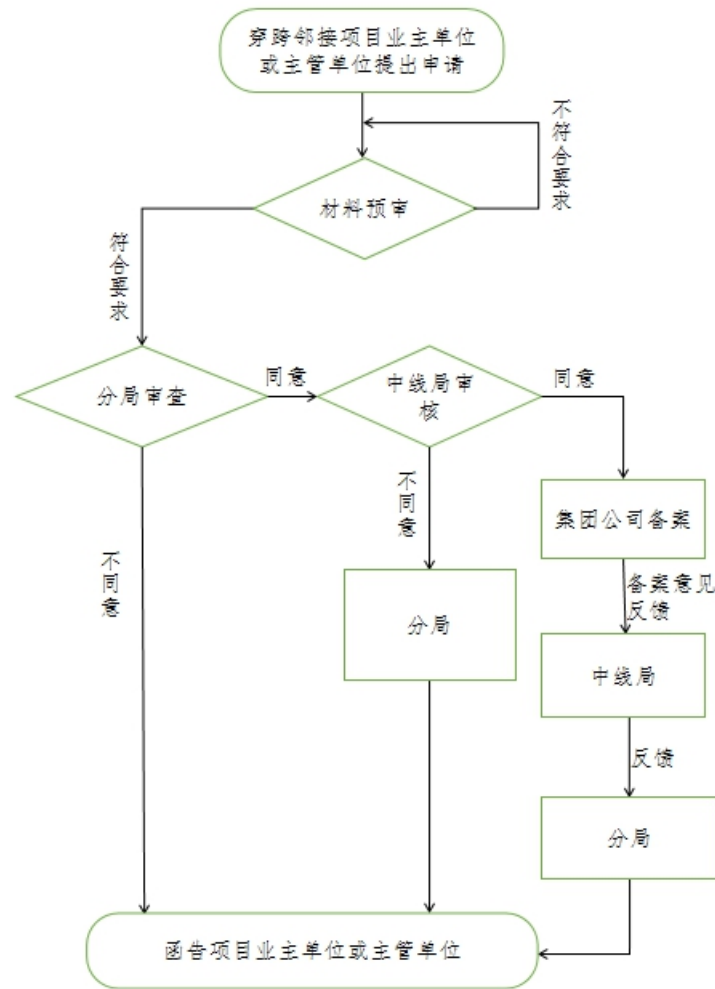 穿跨邻接项目业主单位
或主管单位提出申请
不符合要求
材料预审
符合要求
分局审查
同意
中线局审
核
同意
不同意
不同意
集团公司备案
备案意见
反馈
分局
中线局
反馈
分局
函告项目业主单位或主管单位